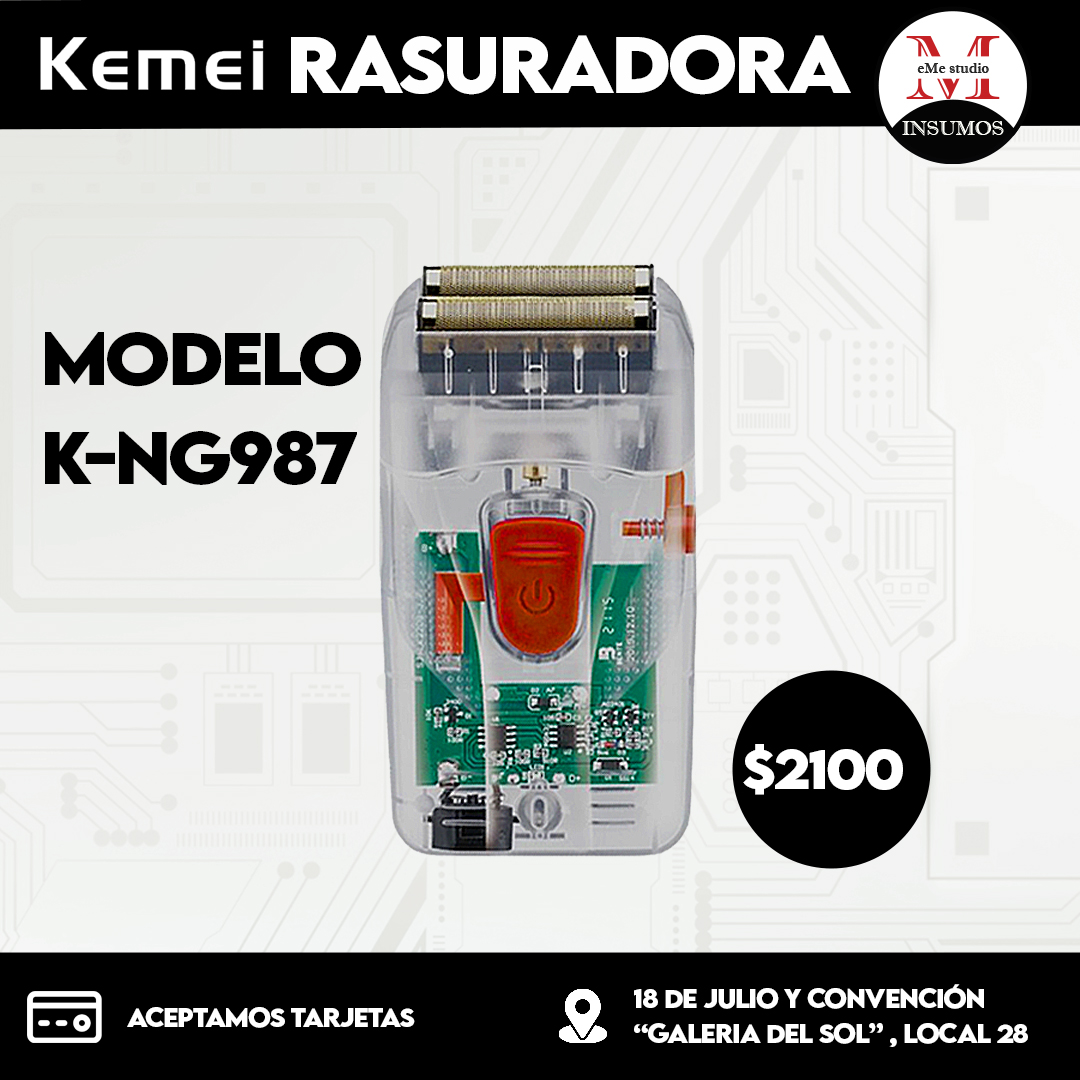 Kemei RASURADORA
M
eMe studio
INSUMOS
MODELO
K-NG987
$2100
ACEPTAMOS TARJETAS
18 DE JULIO Y CONVENCIÓN
“GALERIA DEL SOL” , LOCAL 28